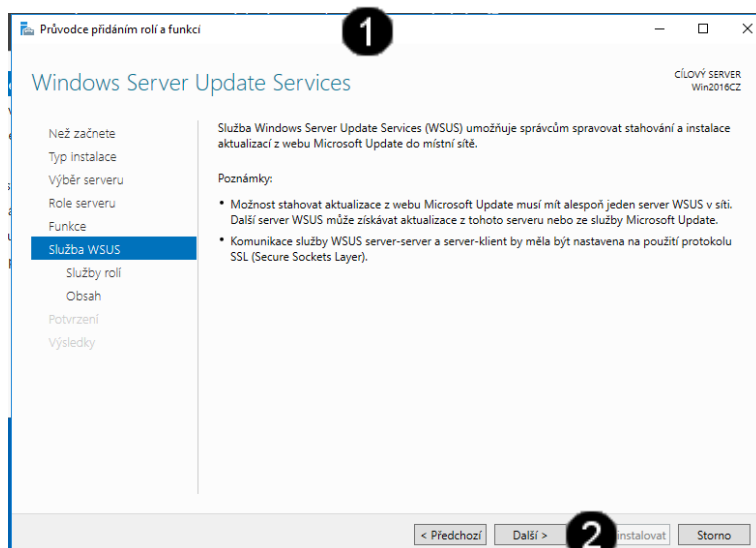 Průvodce přidáním rolí a funkcí
1
Windows Server Update Services
CÍLOVÝ SERVER
Win2016CZ
Než začnete
Typ instalace
Výběr serveru
Role serveru
Funkce
Služba WSUS
Služby rolí
Obsah
Potvrzení
Výsledky
Služba Windows Server Update Services (WSUS) umožňuje správcům spravovat stahování a instalace
aktualizací z webu Microsoft Update do místní sítě.
Poznámky:
• Možnost stahovat aktualizace z webu Microsoft Update musí mít alespoň jeden server WSUS v síti.
Další server WSUS může získávat aktualizace z tohoto serveru nebo ze služby Microsoft Update.
• Komunikace služby WSUS server-server a server-klient by měla být nastavena na použití protokolu
SSL (Secure Sockets Layer).
< Předchozí
Další >
2
instalovat
Storno